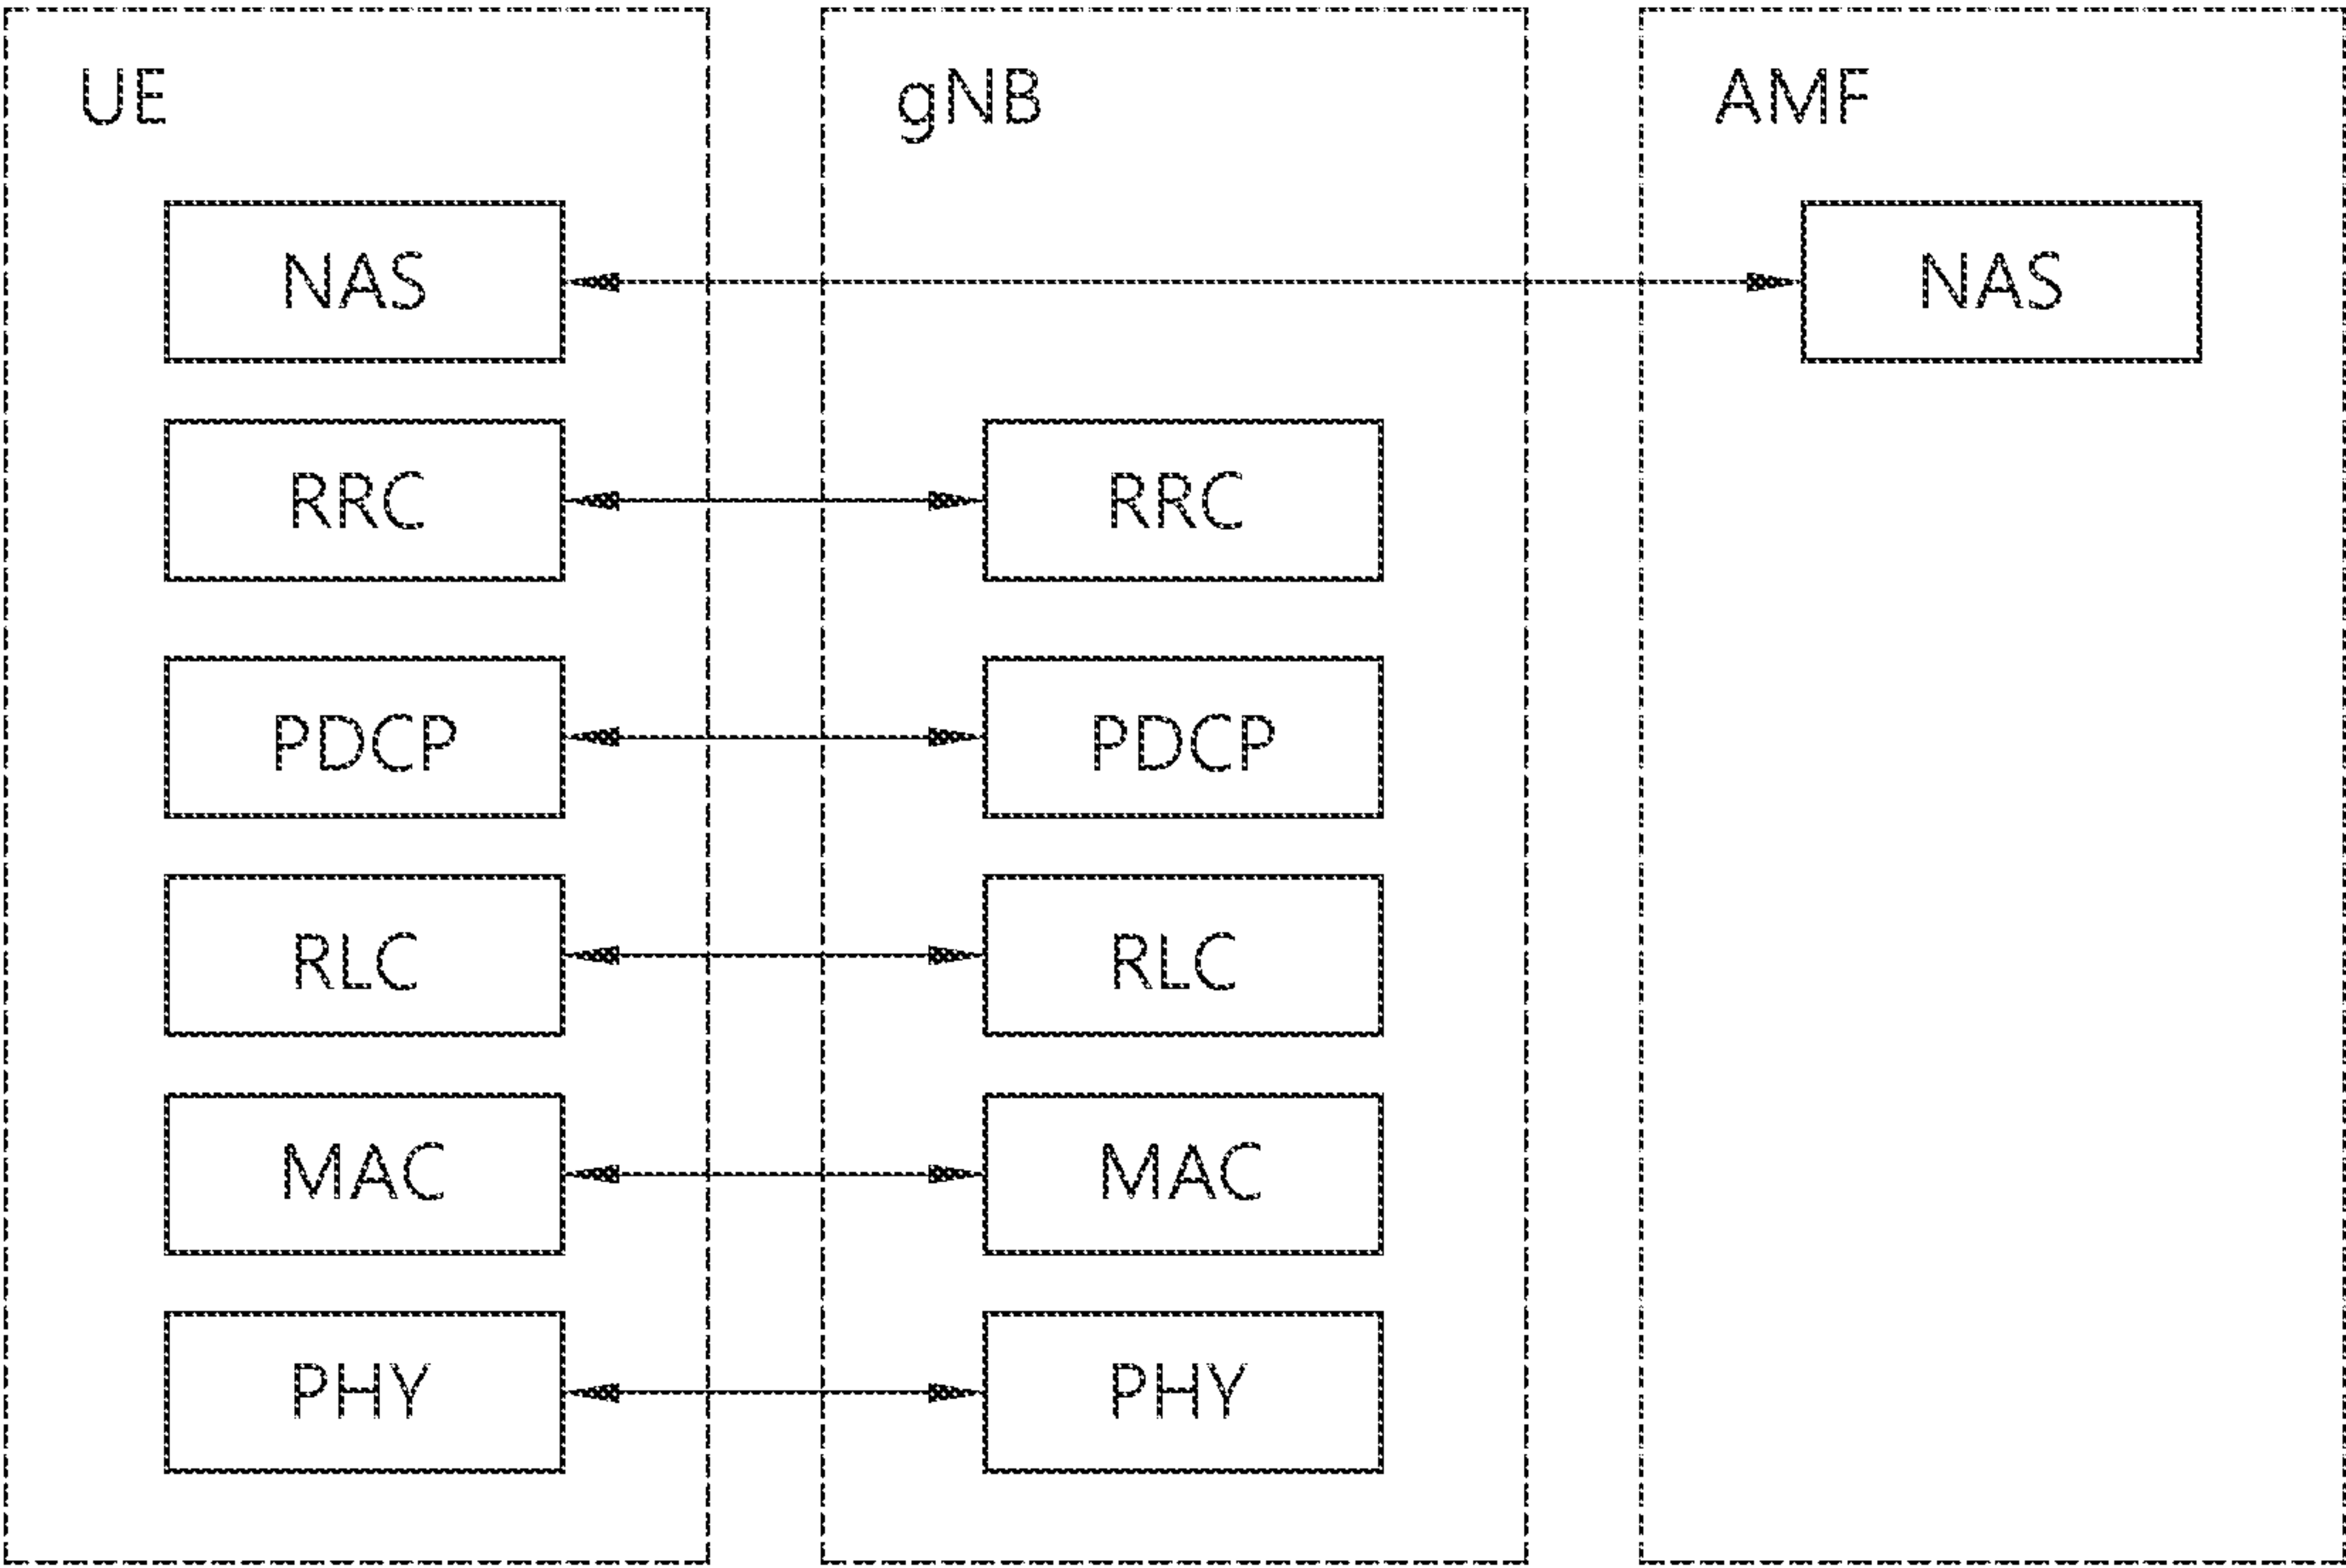 UE
gNB
AMF
NAS
NAS
RRC
RRC
PDCP
PDCP
RLC
RLC
MAC
MAC
PHY
PHY